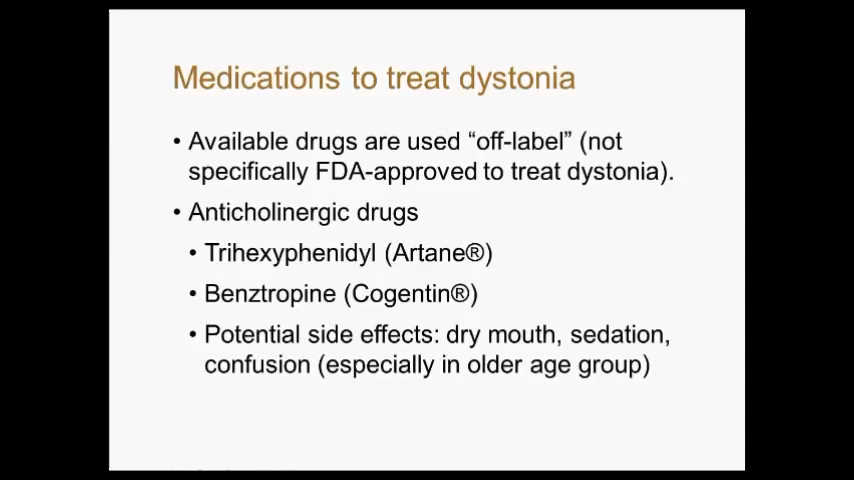 Medications to treat dystonia
• Available drugs are used “off-label” (not
specifically FDA-approved to treat dystonia).
• Anticholinergic drugs
• Trihexyphenidyl (Artane®)
• Benztropine (Cogentin®)
• Potential side effects: dry mouth, sedation,
confusion (especially in older age group)